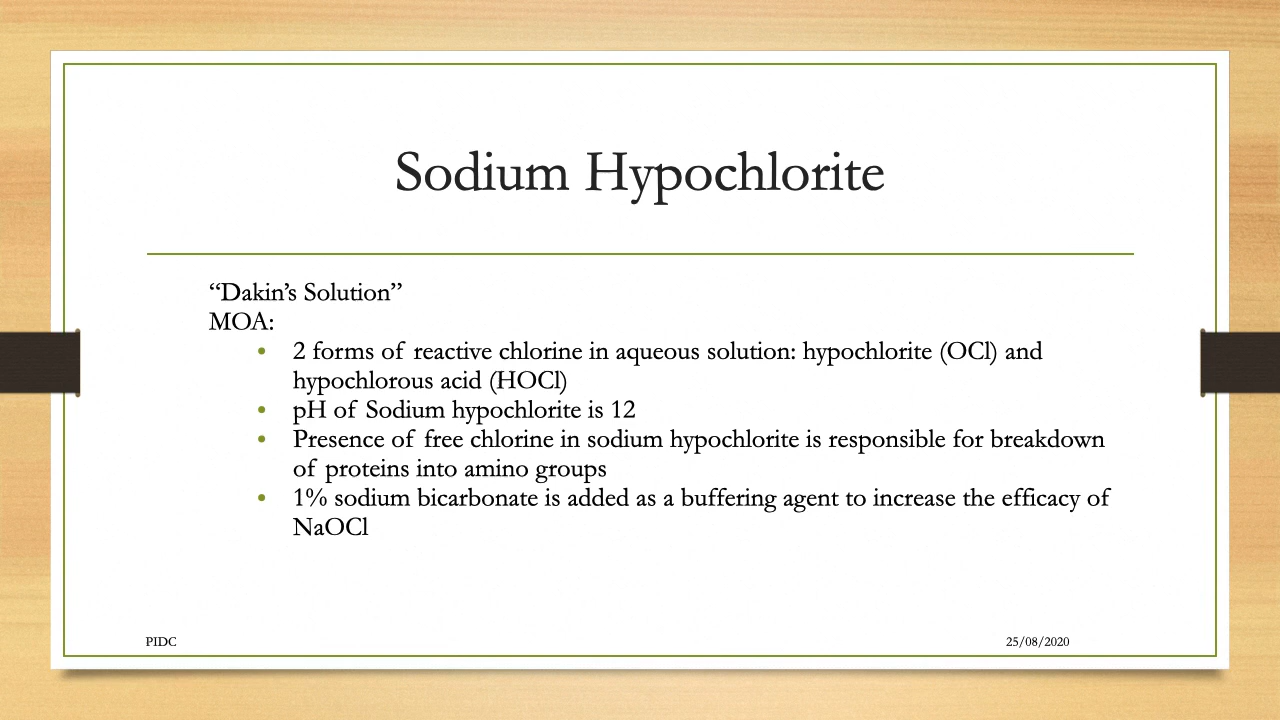 Sodium Hypochlorite
“Dakin’s Solution”
MOA:
• 2 forms of reactive chlorine in aqueous solution: hypochlorite (OCl) and
hypochlorous acid (HOCl)
• pH of Sodium hypochlorite is 12
• Presence of free chlorine in sodium hypochlorite is responsible for breakdown
of proteins into amino groups
• 1% sodium bicarbonate is added as a buffering agent to increase the efficacy of
NaOCl
PIDC
25/08/2020